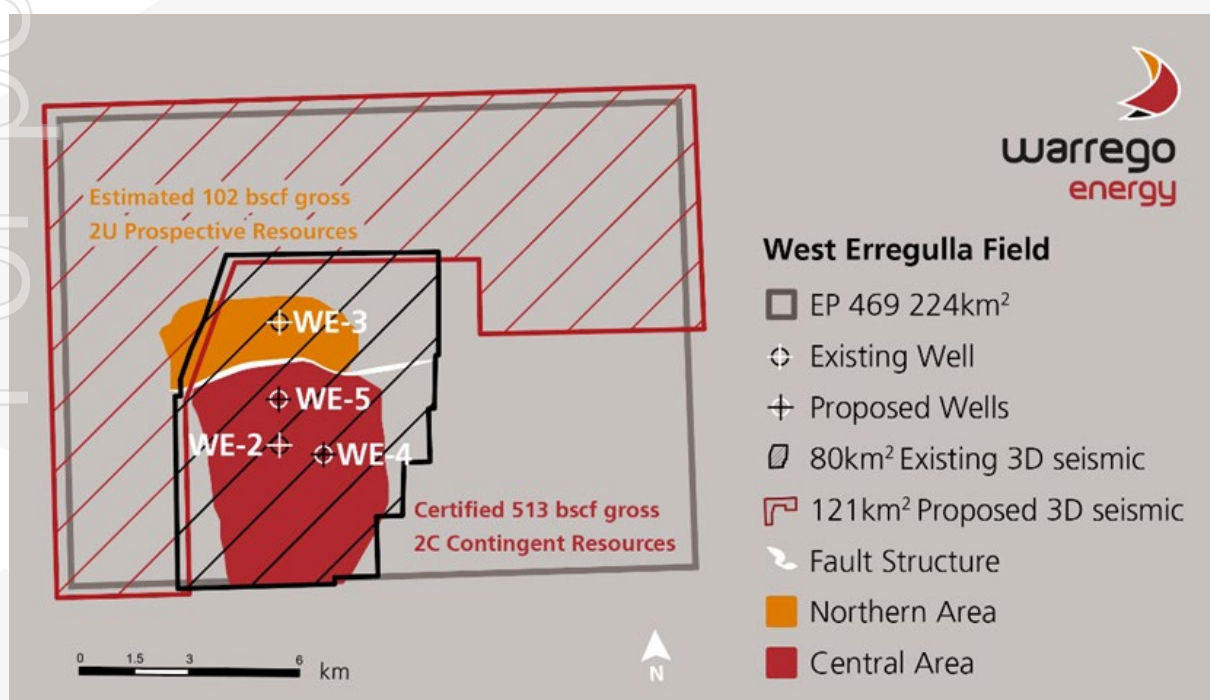 warrego
energy
Estimated 102 bscf gross
2U Prospective Resources
WE-3
WE-5
WE-2
WE-4
Certified 513 bscf gross
2C Contingent Resources
0 1.5 3 6 km
N
West Erregulla Field
EP 469 224km²
Existing Well
Proposed Wells
80km² Existing 3D seismic
121km² Proposed 3D seismic
Fault Structure
Northern Area
Central Area